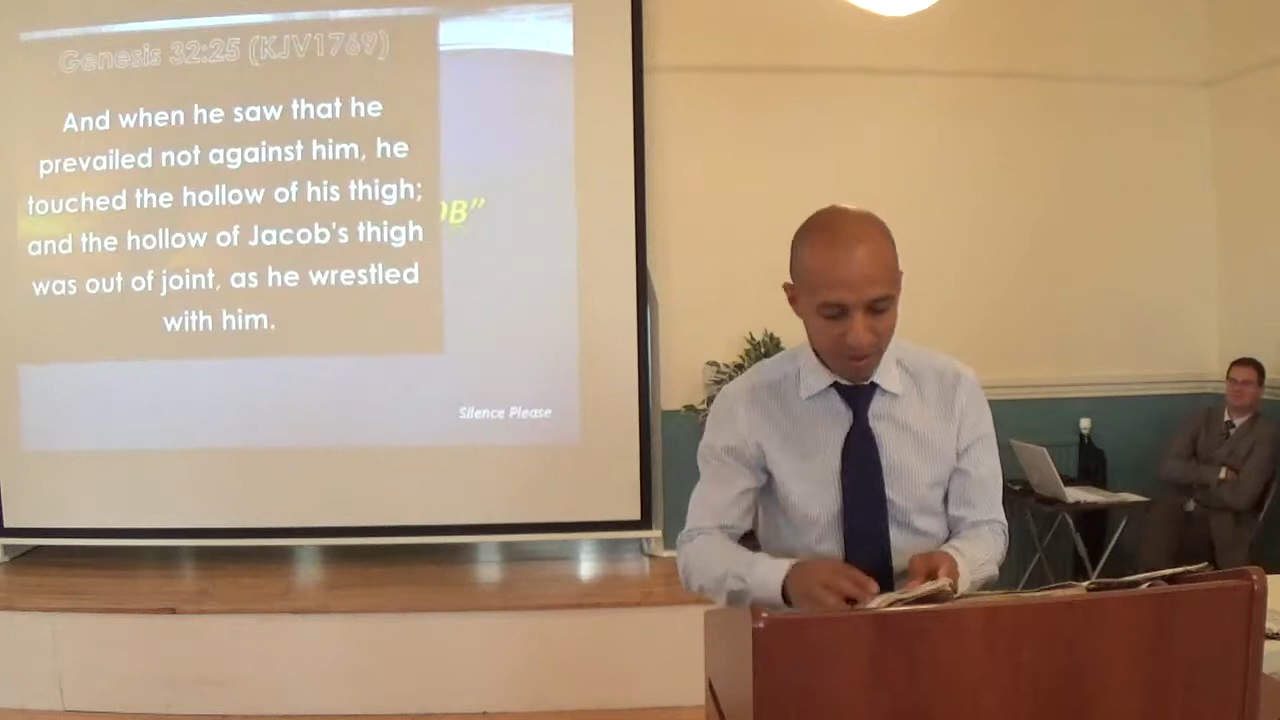 Genesis 32:25 (KJV1769)
And when he saw that he
prevailed not against him, he
touched the hollow of his thigh;
and the hollow of Jacob's thigh
was out of joint, as he wrestled
with him.
OB"
Silence Please